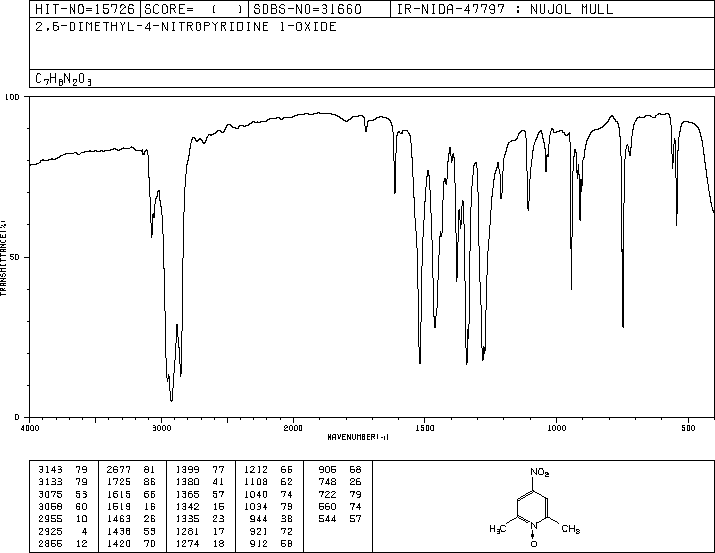 HIT-NO=15726 SCORE= ( ) SDBS-NO=31660 IR-NIDA-47797 : NUJOL MULL
2,6-DIMETHYL-4-NITROPYRIDINE 1-OXIDE
C7H8N2O3
100
50
0
TRANSMITTANCE(%)
4000 3000 2000 1500 1000 500
WAVENUMBER(-1)
3143 79 2677 81 1399 77 1212 66 905 68
3133 79 1725 86 1380 41 1108 62 748 26
3075 53 1615 66 1365 57 1040 74 722 79
3058 60 1519 16 1342 16 1034 79 560 74
2955 10 1463 26 1335 23 944 38 544 57
2925 4 1438 53 1281 17 921 72
2855 12 1420 70 1274 18 912 58
NO2
H3C N CH3
O